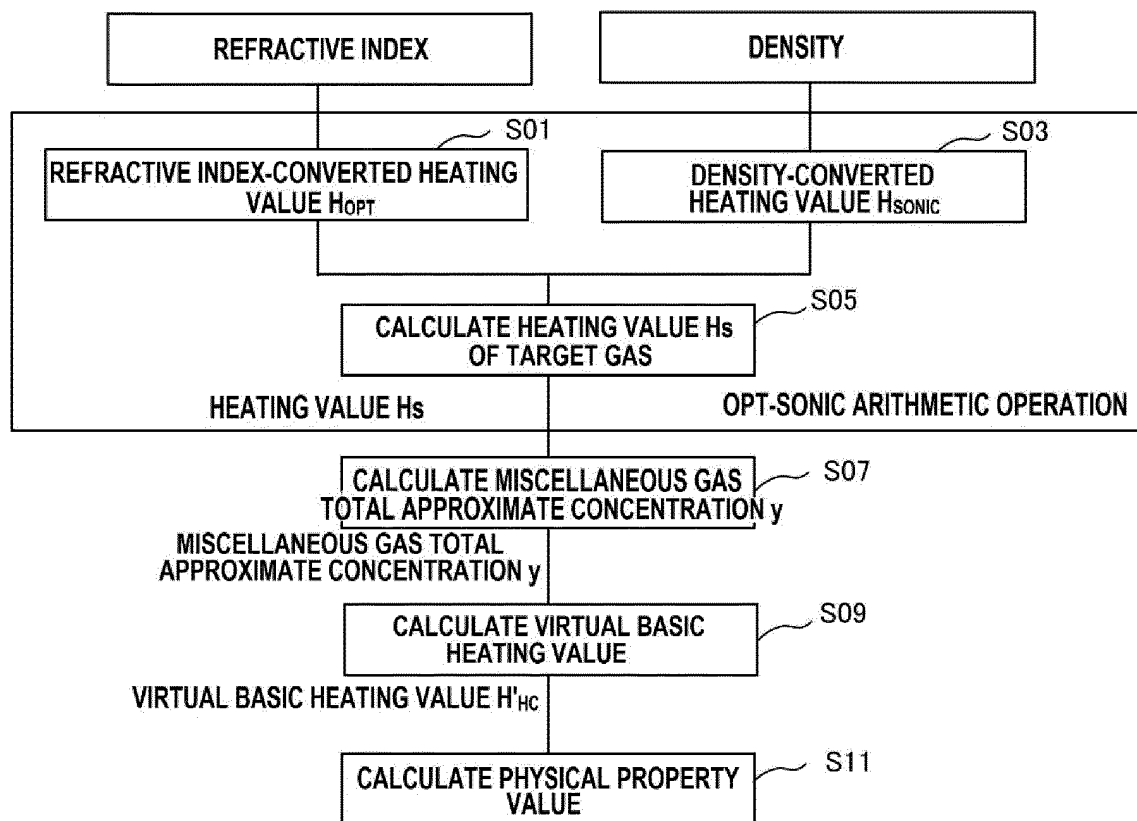 REFRACTIVE INDEX
DENSITY
S01
S03
REFRACTIVE INDEX-CONVERTED HEATING
VALUE HOPT
DENSITY-CONVERTED
HEATING VALUE HSONIC
S05
CALCULATE HEATING VALUE Hs
OF TARGET GAS
HEATING VALUE Hs
OPT-SONIC ARITHMETIC OPERATION
S07
CALCULATE MISCELLANEOUS GAS
TOTAL APPROXIMATE CONCENTRATION y
MISCELLANEOUS GAS TOTAL
APPROXIMATE CONCENTRATION y
S09
CALCULATE VIRTUAL BASIC
HEATING VALUE
VIRTUAL BASIC HEATING VALUE H'HC
S11
CALCULATE PHYSICAL PROPERTY
VALUE